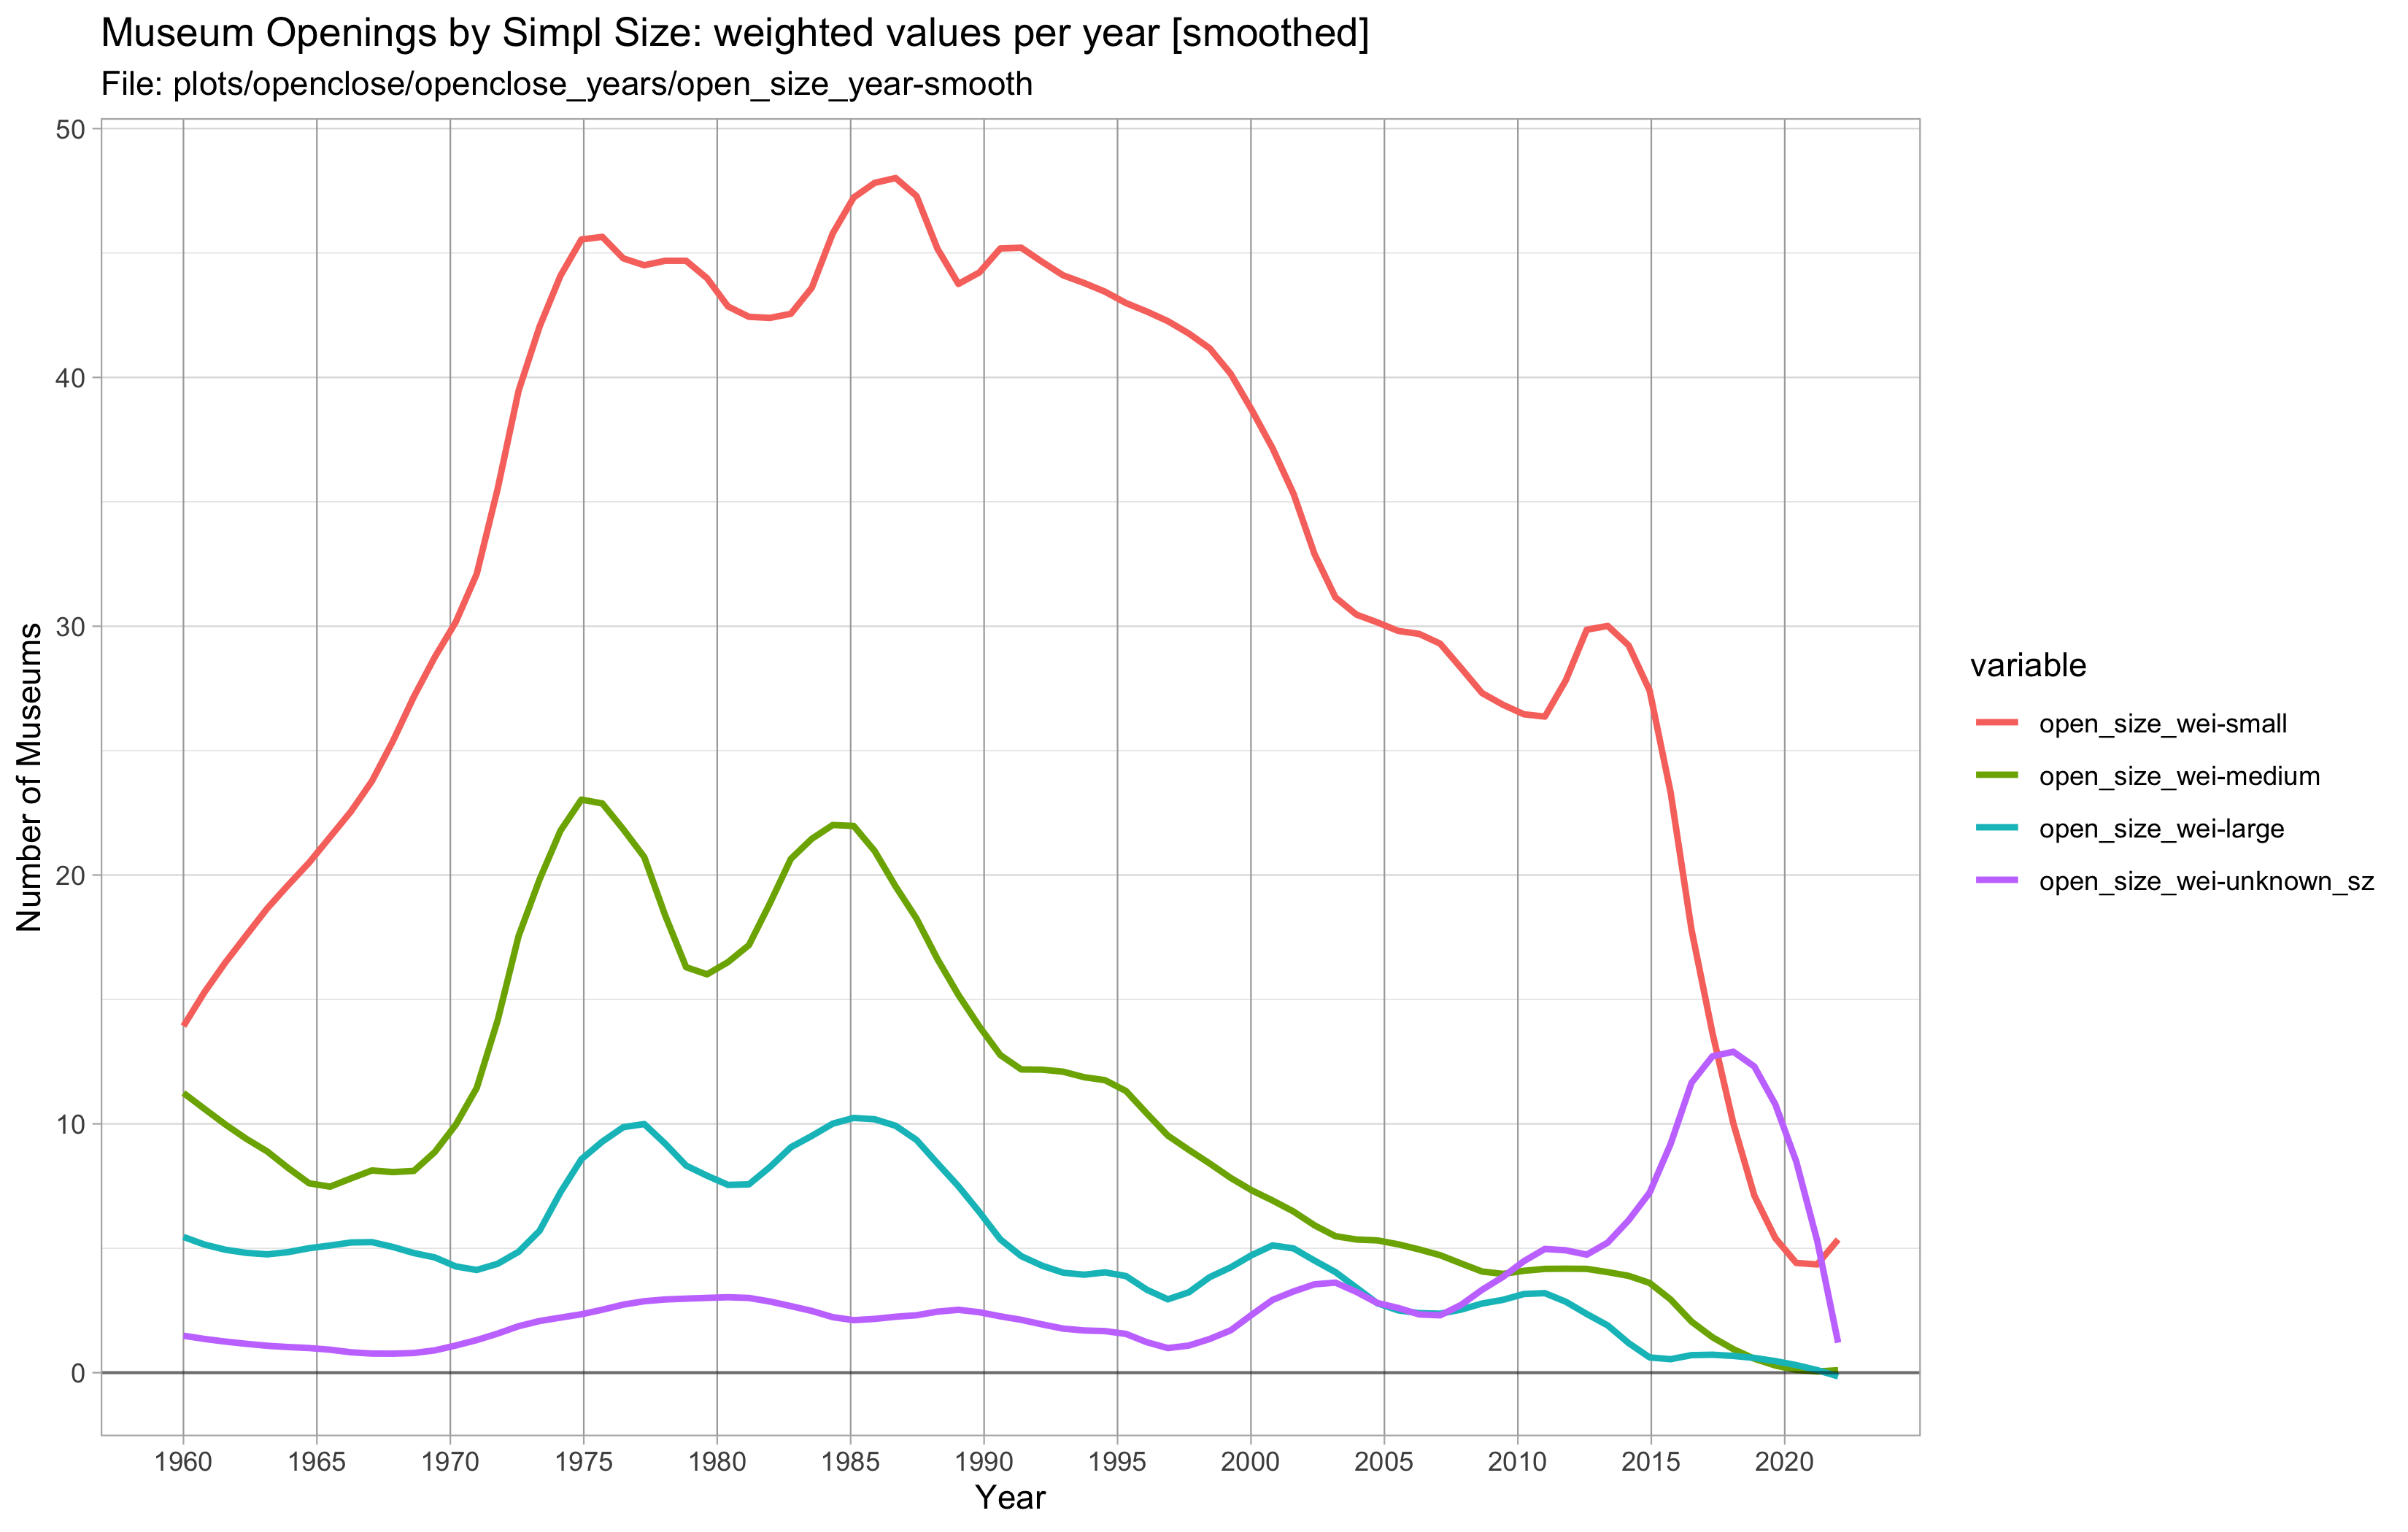 Museum Openings by Simpl Size: weighted values per year [smoothed]
File: plots/openclose/openclose_years/open_size_year-smooth
Number of Museums
50
40
30
20
10
0
1960 1965 1970 1975 1980 1985 1990 1995 2000 2005 2010 2015 2020
Year
variable
open_size_wei-small
open_size_wei-medium
open_size_wei-large
open_size_wei-unknown_sz